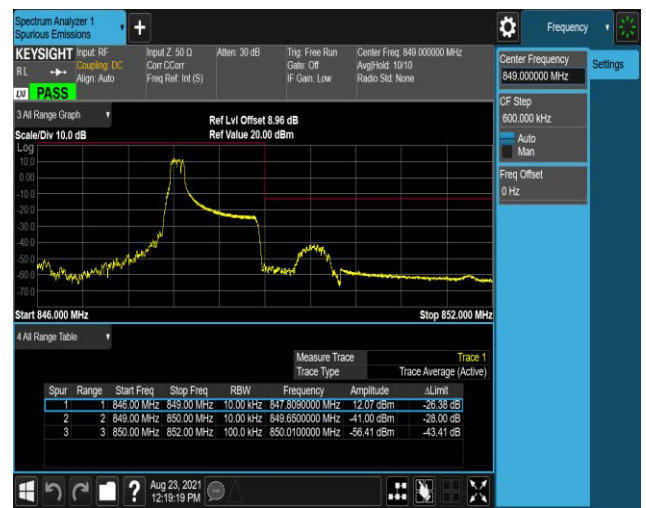 Spectrum Analyzer 1
Spurious Emissions
Frequency
KEYSIGHT Input: RF Input Z: 50 Ω Atten: 30 dB Trig: Free Run Center Freq: 849.000000 MHz
RL Coupling: DC Corr CCorr Gate: Off Avg|Hold: 10/10
Align: Auto Freq Ref: Int (S) IF Gain: Low Radio Std: None
LXI PASS
Center Frequency
849.000000 MHz
Settings
CF Step
600.000 kHz
Auto
Man
Freq Offset
0 Hz
3 All Range Graph
Ref Lvl Offset 8.96 dB
Scale/Div 10.0 dB Ref Value 20.00 dBm
Log
10.0
0.00
-10.0
-20.0
-30.0
-40.0
-50.0
-60.0
-70.0
Start 846.000 MHz Stop 852.000 MHz
4 All Range Table
Measure Trace Trace 1
Trace Type Trace Average (Active)
Spur Range Start Freq Stop Freq RBW Frequency Amplitude ΔLimit
1 1 846.00 MHz 849.00 MHz 10.00 kHz 847.8090000 MHz 12.07 dBm -26.38 dB
2 2 849.00 MHz 850.00 MHz 10.00 kHz 849.6500000 MHz -41.00 dBm -28.00 dB
3 3 850.00 MHz 852.00 MHz 100.0 kHz 850.0100000 MHz -56.41 dBm -43.41 dB
Aug 23, 2021
12:19:19 PM